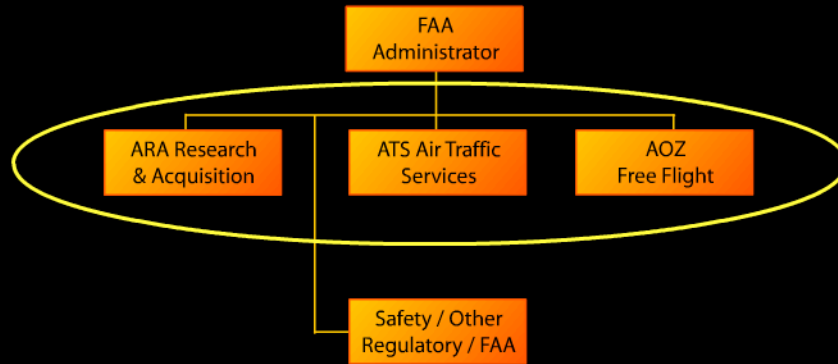 FAA
Administrator
ARA Research
& Acquisition
ATS Air Traffic
Services
AOZ
Free Flight
Safety / Other
Regulatory / FAA